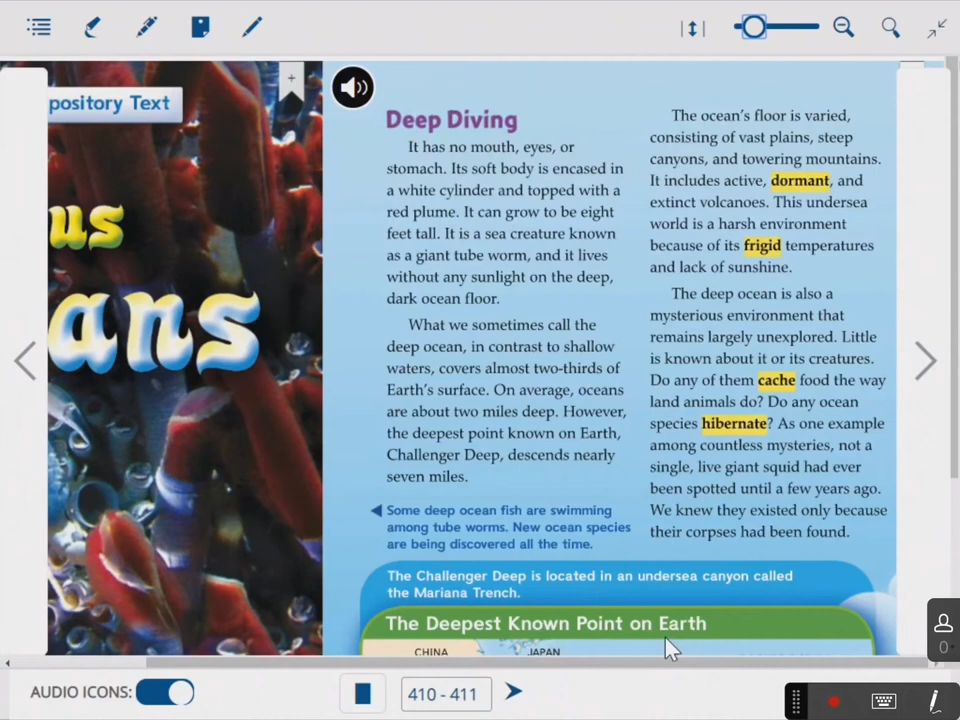 pository Text
us
ans
Deep Diving
It has no mouth, eyes, or
stomach. Its soft body is encased in
a white cylinder and topped with a
red plume. It can grow to be eight
feet tall. It is a sea creature known
as a giant tube worm, and it lives
without any sunlight on the deep,
dark ocean floor.
What we sometimes call the
deep ocean, in contrast to shallow
waters, covers almost two-thirds of
Earth's surface. On average, oceans
are about two miles deep. However,
the deepest point known on Earth,
Challenger Deep, descends nearly
seven miles.
◀ Some deep ocean fish are swimming
among tube worms. New ocean species
are being discovered all the time.
The ocean's floor is varied,
consisting of vast plains, steep
canyons, and towering mountains.
It includes active, dormant, and
extinct volcanoes. This undersea
world is a harsh environment
because of its frigid temperatures
and lack of sunshine.
The deep ocean is also a
mysterious environment that
remains largely unexplored. Little
is known about it or its creatures.
Do any of them cache food the way
land animals do? Do any ocean
species hibernate? As one example
among countless mysteries, not a
single, live giant squid had ever
been spotted until a few years ago.
We knew they existed only because
their corpses had been found.
The Challenger Deep is located in an undersea canyon called
the Mariana Trench.
The Deepest Known Point on Earth
CHINA JAPAN
0
AUDIO ICONS:
410 - 411